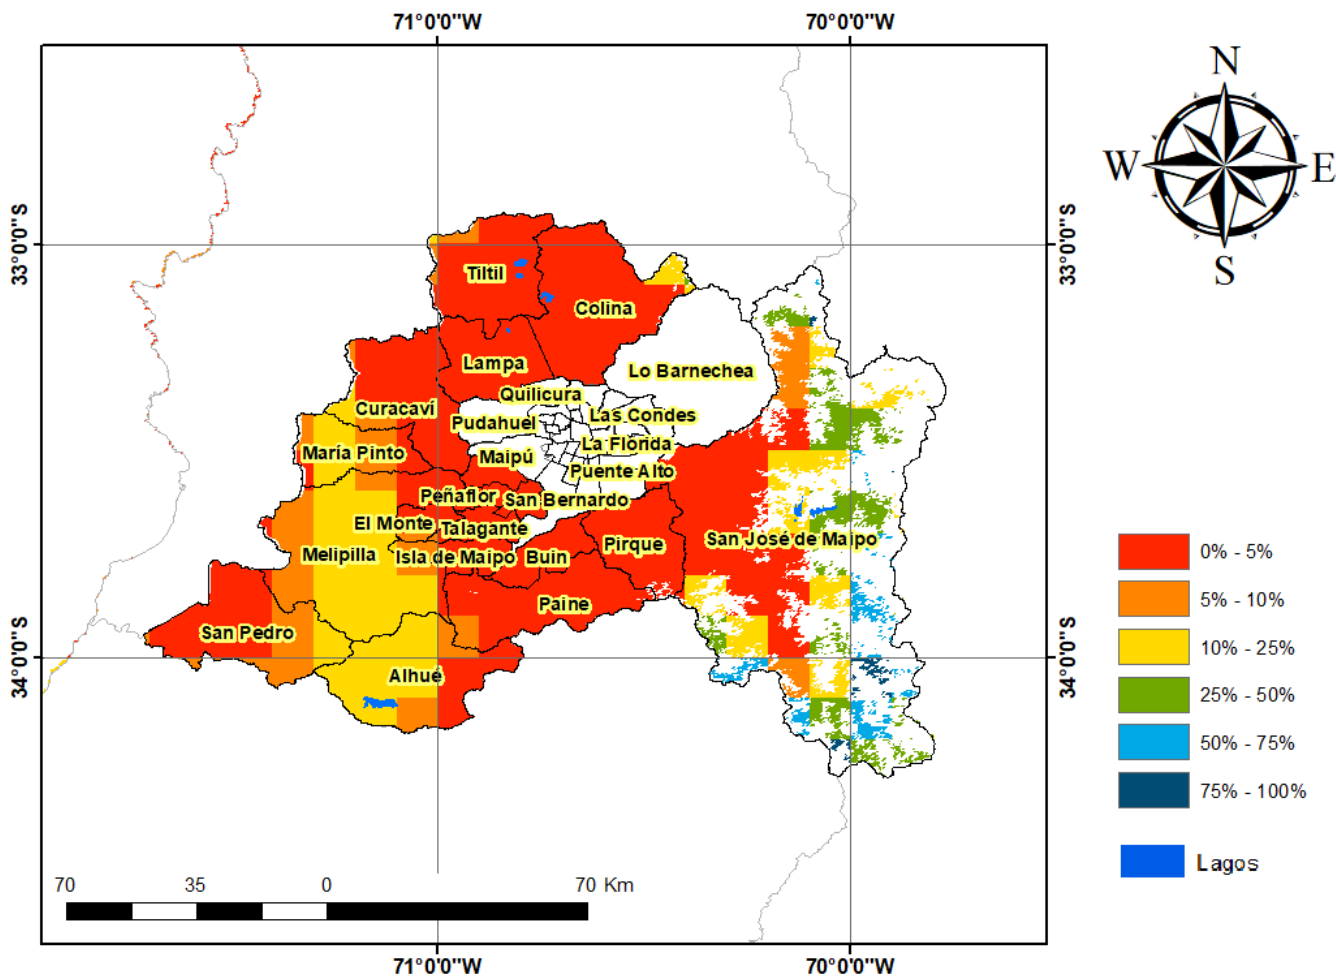 71°0'0"W
70°0'0"W
N
W
E
S
33°0'0"S
33°0'0"S
Tiltil
Colina
Lampa
Lo Barnechea
Quilicura
Curacaví
Las Condes
Pudahuel
La Florida
María Pinto
Maipú
Puente Alto
Peñaflor
San Bernardo
El Monte
Talagante
San José de Maipo
Pirque
Melipilla
Isla de Maipo
Buin
Paine
San Pedro
Alhué
34°0'0"S
34°0'0"S
0% - 5%
5% - 10%
10% - 25%
25% - 50%
50% - 75%
75% - 100%
Lagos
70
35
0
70 Km
71°0'0"W
70°0'0"W